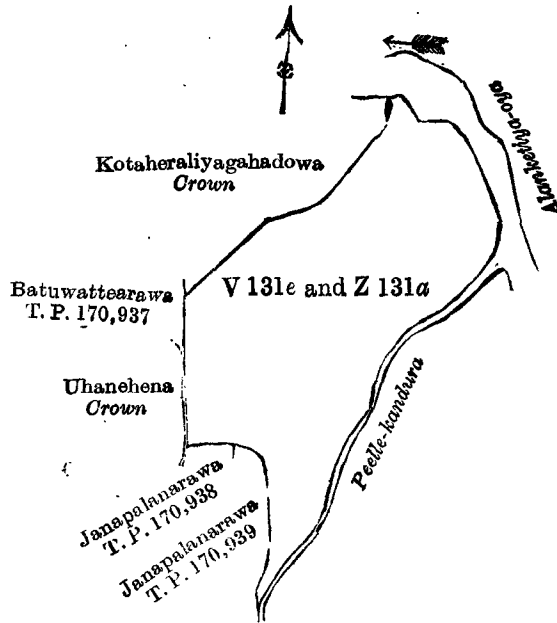 Alanketiya-oya
Kotaheraliyagahadowa
Crown
Batuwattearawa
T. P. 170,937
V 131e and Z 131a
Uhanehena
Crown
Peelle-kandura
Janapalanarawa
T. P. 170,938
Janapalanarawa
T. P. 170,939